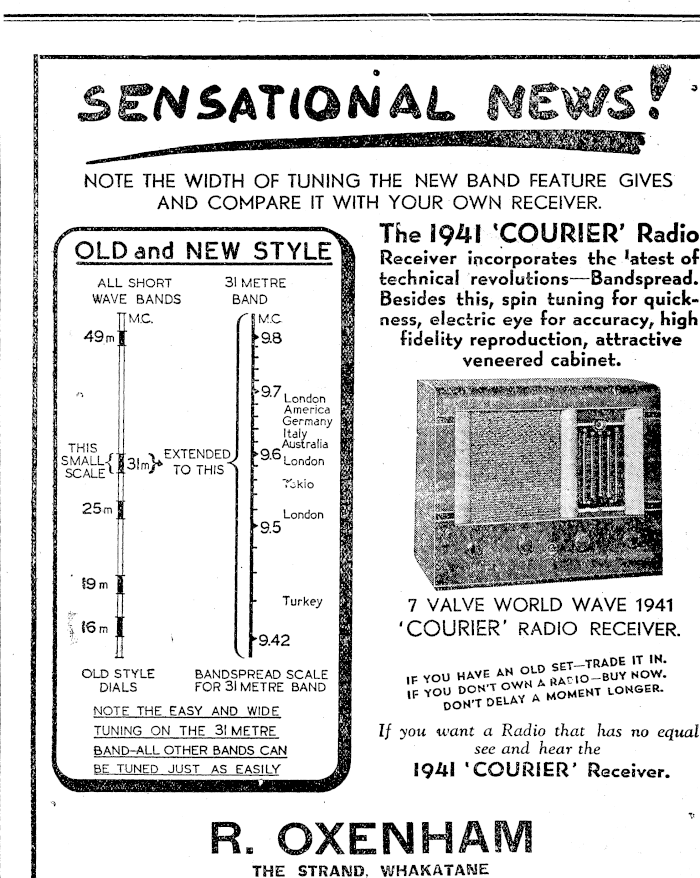 SENSATIONAL NEWS!
NOTE THE WIDTH OF TUNING THE NEW BAND FEATURE GIVES
AND COMPARE IT WITH YOUR OWN RECEIVER.
OLD and NEW STYLE
ALL SHORT
WAVE BANDS
M.C.
49m
THIS
SMALL
SCALE
31m
EXTENDED
TO THIS
25m
19m
16m
OLD STYLE
DIALS
31 METRE
BAND
M.C
9.8
9.7
London
America
Germany
Italy
Australia
9.6
London
Tokio
London
9.5
Turkey
9.42
BANDSPREAD SCALE
FOR 31 METRE BAND
NOTE THE EASY AND WIDE
TUNING ON THE 31 METRE
BAND-ALL OTHER BANDS CAN
BE TUNED JUST AS EASILY
The 1941 'COURIER' Radio
Receiver incorporates the latest of
technical revolutions—Bandspread.
Besides this, spin tuning for quick-
ness, electric eye for accuracy, high
fidelity reproduction, attractive
veneered cabinet.
7 VALVE WORLD WAVE 1941
'COURIER' RADIO RECEIVER.
IF YOU HAVE AN OLD SET—TRADE IT IN.
IF YOU DON'T OWN A RADIO—BUY NOW.
DON'T DELAY A MOMENT LONGER.
If you want a Radio that has no equal
see and hear the
1941 'COURIER' Receiver.
R. OXENHAM
THE STRAND, WHAKATANE